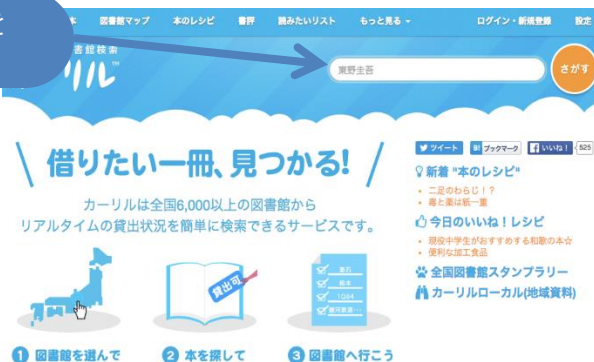 と
本
図書館マップ
本のレシピ
書評
読みたいリスト
もっと見る
ログイン・新規登録
設定
書館検索
リル™
東野圭吾
さがす
借りたい一冊、見つかる!
カーリルは全国6,000以上の図書館から
リアルタイムの貸出状況を簡単に検索できるサービスです。
貸出可
1Q84
1 図書館を選んで
2 本を探して
3 図書館へ行こう
ツイート
B! ブックマーク
いいね! 525
新着 "本のレシピ"
二足のわらじ!?
毒と薬は紙一重
今日のいいね!レシピ
現役中学生がおすすめする和歌の本☆
便利な加工食品
全国図書館スタンプラリー
カーリルローカル(地域資料)